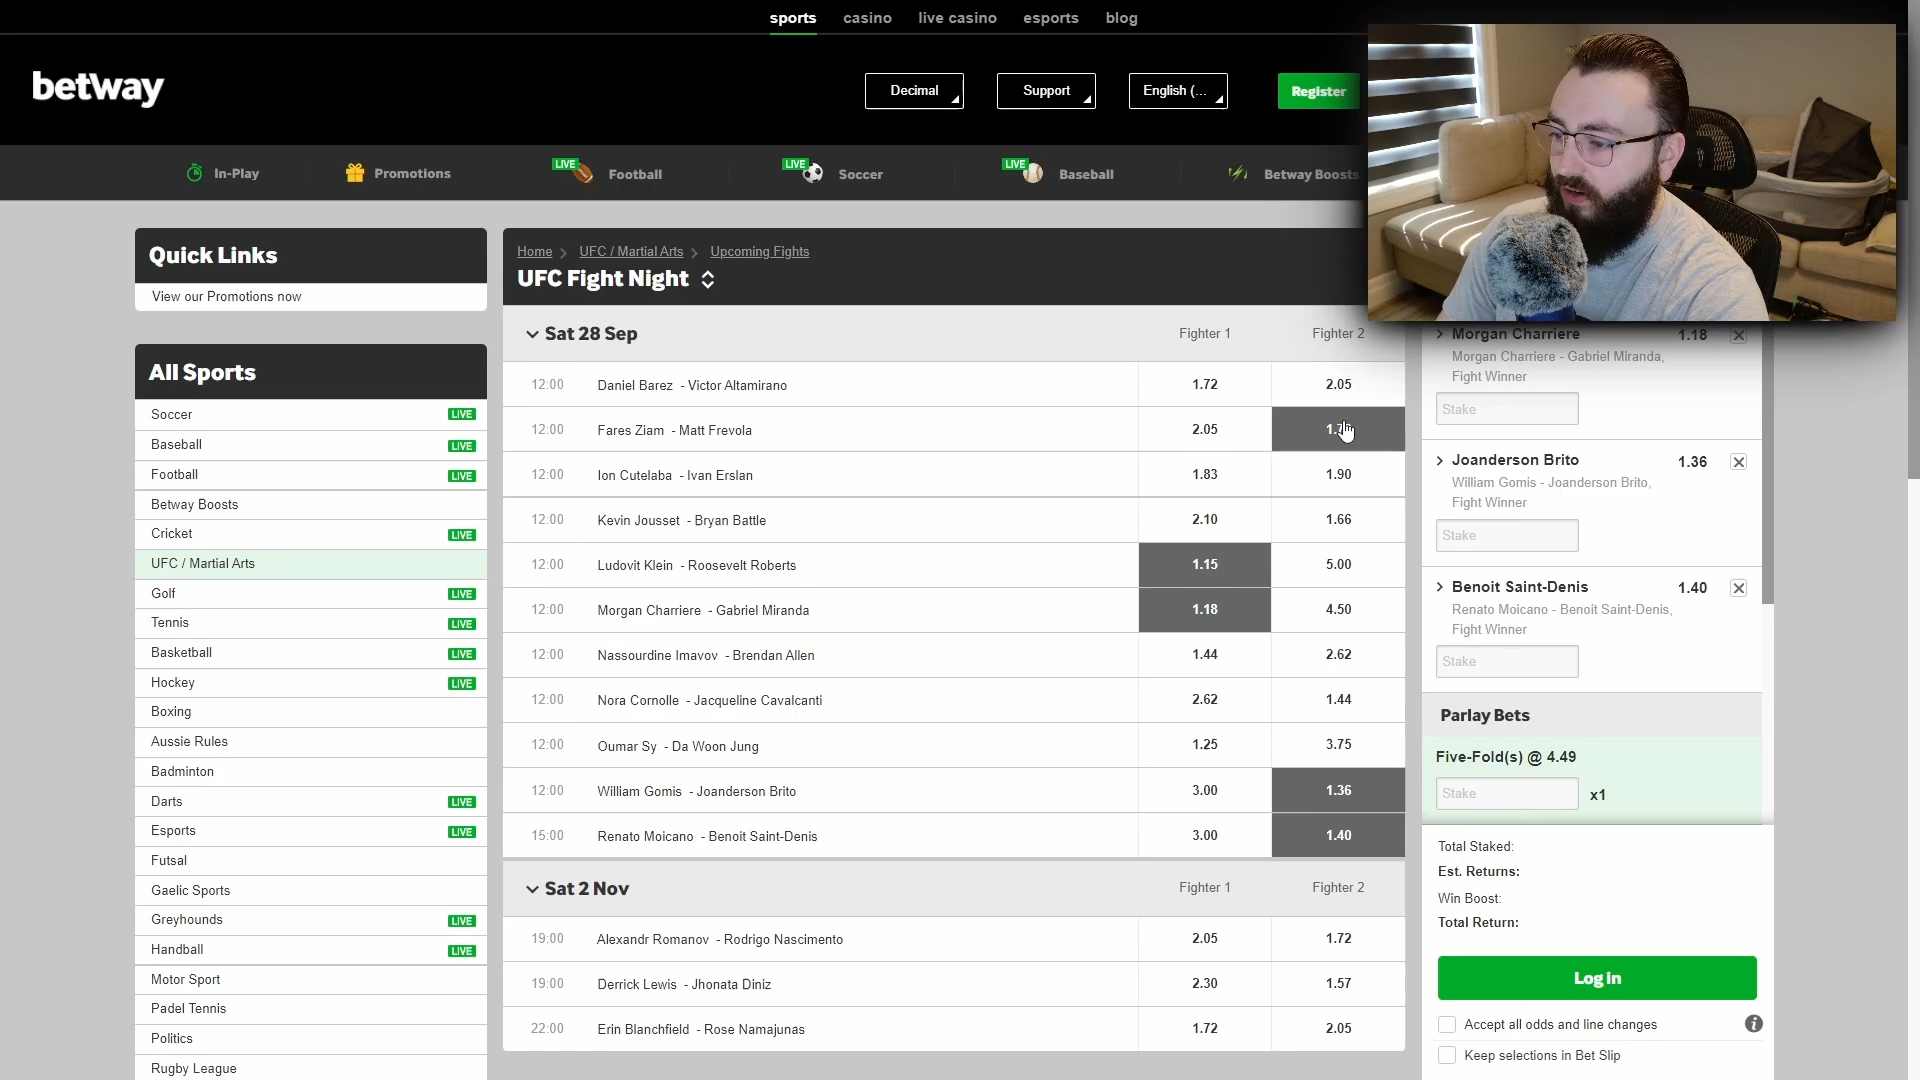 sports casino live casino esports blog
betway
Decimal Support English (... Register
In-Play Promotions LIVE Football LIVE Soccer LIVE Baseball Betway Boosts
Quick Links
View our Promotions now
All Sports
Soccer LIVE
Baseball LIVE
Football LIVE
Betway Boosts
Cricket LIVE
UFC / Martial Arts
Golf LIVE
Tennis LIVE
Basketball LIVE
Hockey LIVE
Boxing
Aussie Rules
Badminton
Darts LIVE
Esports LIVE
Futsal
Gaelic Sports
Greyhounds LIVE
Handball LIVE
Motor Sport
Padel Tennis
Politics
Rugby League
Home > UFC / Martial Arts > Upcoming Fights
UFC Fight Night
Sat 28 Sep Fighter 1 Fighter 2
12:00 Daniel Barez - Victor Altamirano 1.72 2.05
12:00 Fares Ziam - Matt Frevola 2.05
12:00 Ion Cutelaba - Ivan Erslan 1.83 1.90
12:00 Kevin Jousset - Bryan Battle 2.10 1.66
12:00 Ludovit Klein - Roosevelt Roberts 1.15 5.00
12:00 Morgan Charriere - Gabriel Miranda 1.18 4.50
12:00 Nassourdine Imavov - Brendan Allen 1.44 2.62
12:00 Nora Cornolle - Jacqueline Cavalcanti 2.62 1.44
12:00 Oumar Sy - Da Woon Jung 1.25 3.75
12:00 William Gomis - Joanderson Brito 3.00 1.36
15:00 Renato Moicano - Benoit Saint-Denis 3.00 1.40
Sat 2 Nov Fighter 1 Fighter 2
19:00 Alexandr Romanov - Rodrigo Nascimento 2.05 1.72
19:00 Derrick Lewis - Jhonata Diniz 2.30 1.57
22:00 Erin Blanchfield - Rose Namajunas 1.72 2.05
Morgan Charriere 1.18
Morgan Charriere - Gabriel Miranda,
Fight Winner
Stake
Joanderson Brito 1.36
William Gomis - Joanderson Brito,
Fight Winner
Stake
Benoit Saint-Denis 1.40
Renato Moicano - Benoit Saint-Denis,
Fight Winner
Stake
Parlay Bets
Five-Fold(s) @ 4.49
Stake x1
Total Staked:
Est. Returns:
Win Boost:
Total Return:
Log in
Accept all odds and line changes
Keep selections in Bet Slip